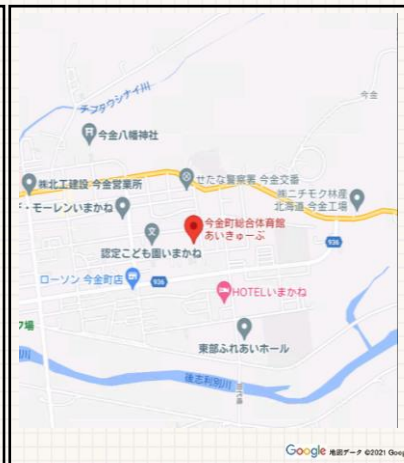 チンタウシナイ川
今金
今金八幡神社
㈱北工建設 今金営業所
せたな警察署 今金交番
㈱ニチモク林産
北海道 今金工場
ド・モーレンいまかね
今金町総合体育館
あいきゅーぶ
認定こども園いまかね
936
ローソン 今金町店
936
HOTELいまかね
東部ふれあいホール
後志利別川
Google 地図データ ©2021 Goog